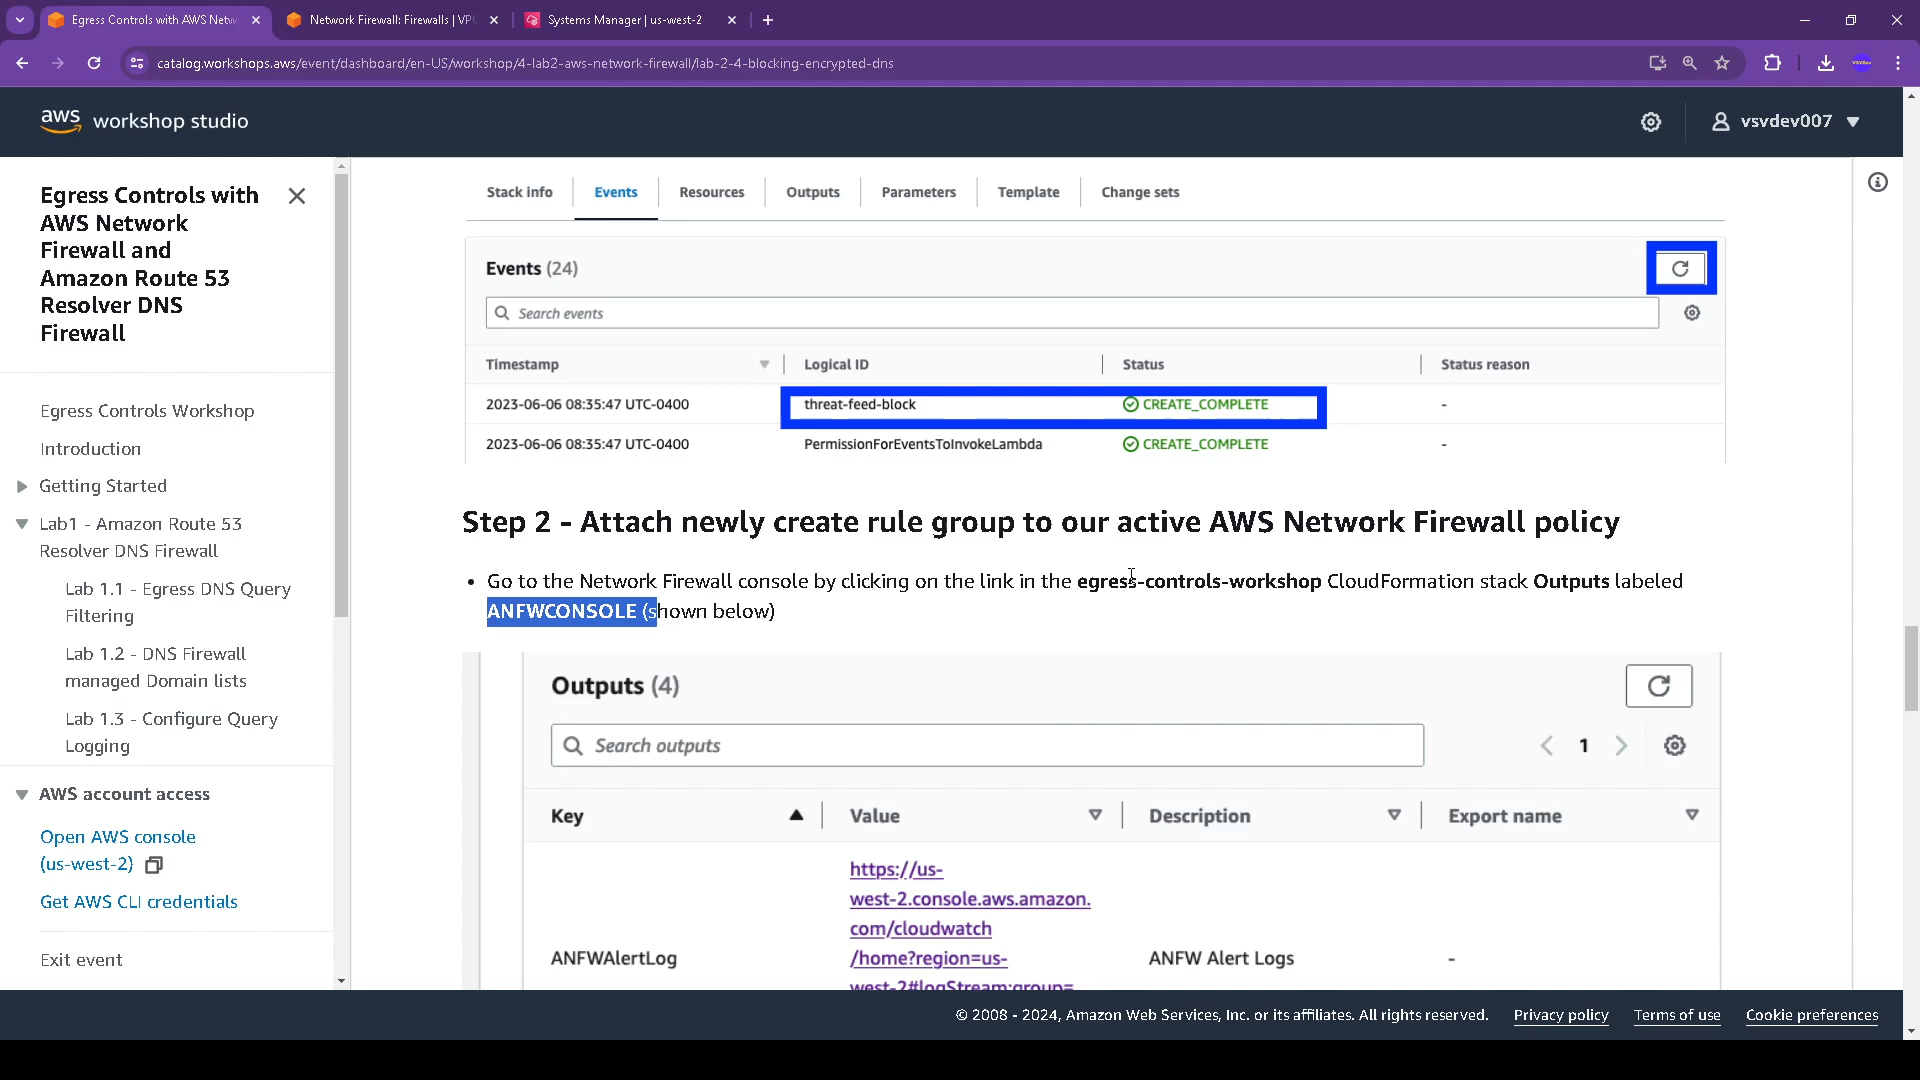 Egress Controls with AWS Netw
Network Firewall: Firewalls | VPC
Systems Manager | us-west-2
catalog.workshops.aws/event/dashboard/en-US/workshop/4-lab2-aws-network-firewall/lab-2-4-blocking-encrypted-dns
aws workshop studio
vsvdev007
Egress Controls with
AWS Network
Firewall and
Amazon Route 53
Resolver DNS
Firewall
Egress Controls Workshop
Introduction
Getting Started
Lab1 - Amazon Route 53
Resolver DNS Firewall
Lab 1.1 - Egress DNS Query
Filtering
Lab 1.2 - DNS Firewall
managed Domain lists
Lab 1.3 - Configure Query
Logging
AWS account access
Open AWS console
(us-west-2)
Get AWS CLI credentials
Exit event
Stack info Events Resources Outputs Parameters Template Change sets
Events (24)
Search events
Timestamp Logical ID Status Status reason
2023-06-06 08:35:47 UTC-0400 threat-feed-block CREATE_COMPLETE -
2023-06-06 08:35:47 UTC-0400 PermissionForEventsToInvokeLambda CREATE_COMPLETE -
Step 2 - Attach newly create rule group to our active AWS Network Firewall policy
• Go to the Network Firewall console by clicking on the link in the egress-controls-workshop CloudFormation stack Outputs labeled
ANFWCONSOLE (shown below)
Outputs (4)
Search outputs
1
Key Value Description Export name
https://us-
west-2.console.aws.amazon.
com/cloudwatch
ANFWAlertLog /home?region=us- ANFW Alert Logs -
west-2#logStream:group=
© 2008 - 2024, Amazon Web Services, Inc. or its affiliates. All rights reserved. Privacy policy Terms of use Cookie preferences